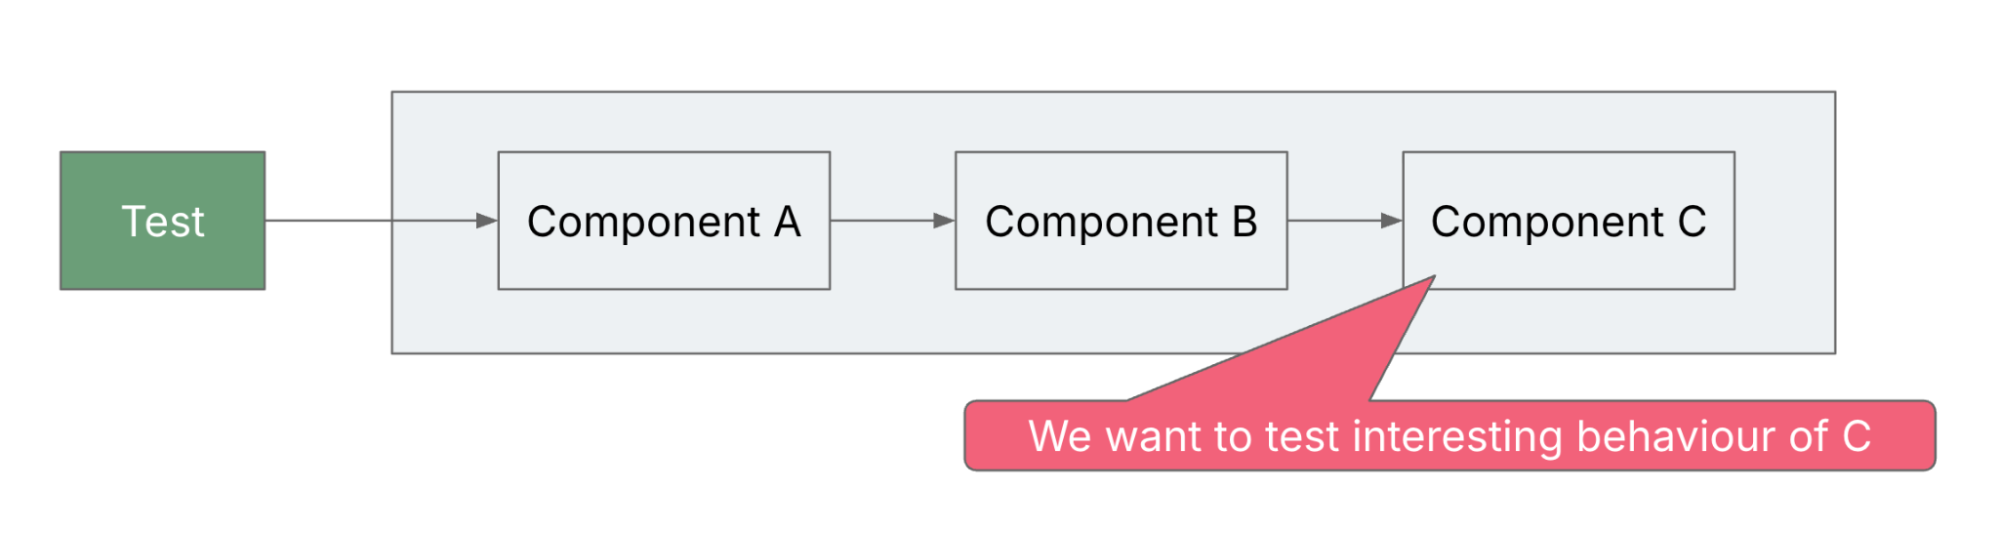 Test
Component A
Component B
Component C
We want to test interesting behaviour of C